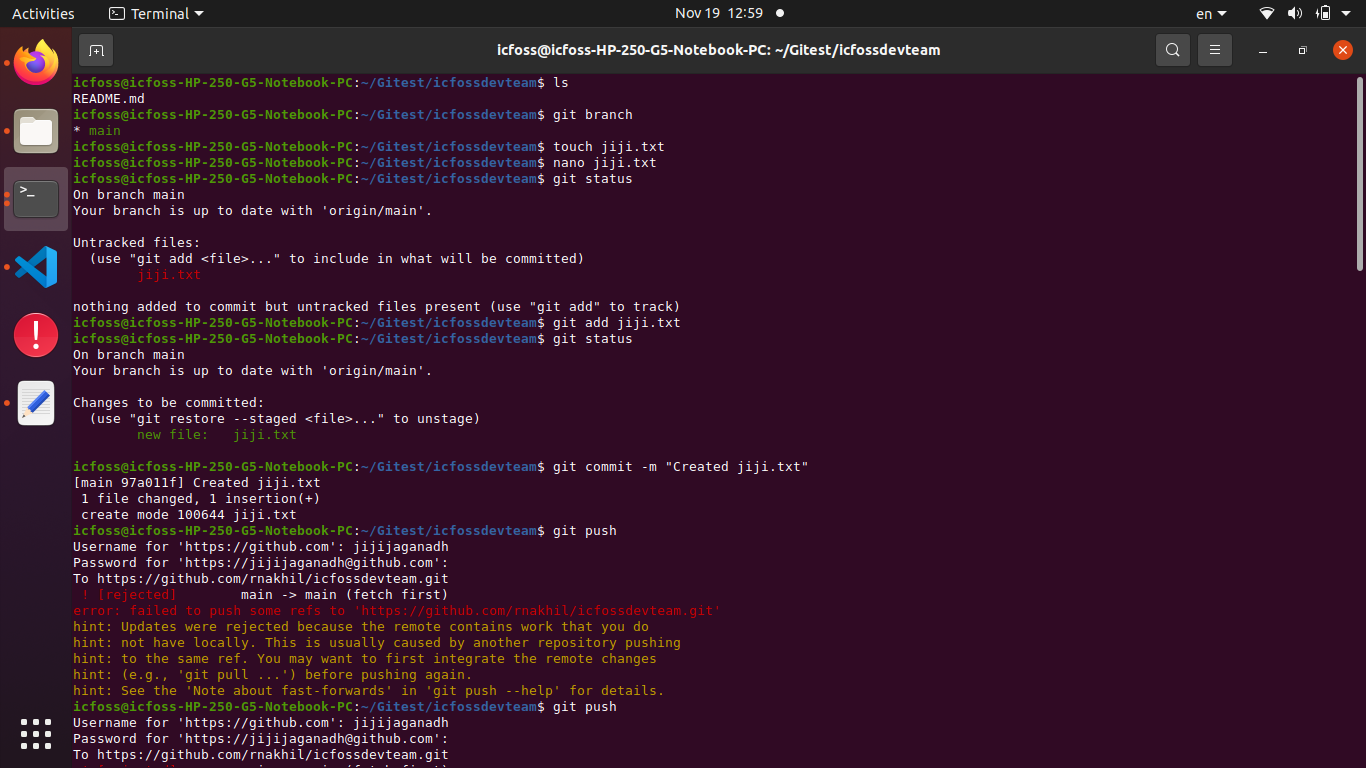 Activities
Terminal
Nov 19 12:59
en
icfoss@icfoss-HP-250-G5-Notebook-PC: ~/Gitest/icfossdevteam
icfoss@icfoss-HP-250-G5-Notebook-PC:~/Gitest/icfossdevteam$ ls
README.md
icfoss@icfoss-HP-250-G5-Notebook-PC:~/Gitest/icfossdevteam$ git branch
* main
icfoss@icfoss-HP-250-G5-Notebook-PC:~/Gitest/icfossdevteam$ touch jiji.txt
icfoss@icfoss-HP-250-G5-Notebook-PC:~/Gitest/icfossdevteam$ nano jiji.txt
icfoss@icfoss-HP-250-G5-Notebook-PC:~/Gitest/icfossdevteam$ git status
On branch main
Your branch is up to date with 'origin/main'.
Untracked files:
(use "git add <file>..." to include in what will be committed)
jiji.txt
nothing added to commit but untracked files present (use "git add" to track)
icfoss@icfoss-HP-250-G5-Notebook-PC:~/Gitest/icfossdevteam$ git add jiji.txt
icfoss@icfoss-HP-250-G5-Notebook-PC:~/Gitest/icfossdevteam$ git status
On branch main
Your branch is up to date with 'origin/main'.
Changes to be committed:
(use "git restore --staged <file>..." to unstage)
new file:   jiji.txt
icfoss@icfoss-HP-250-G5-Notebook-PC:~/Gitest/icfossdevteam$ git commit -m "Created jiji.txt"
[main 97a011f] Created jiji.txt
1 file changed, 1 insertion(+)
create mode 100644 jiji.txt
icfoss@icfoss-HP-250-G5-Notebook-PC:~/Gitest/icfossdevteam$ git push
Username for 'https://github.com': jijijaganadh
Password for 'https://jijijaganadh@github.com':
To https://github.com/rnakhil/icfossdevteam.git
! [rejected]        main -> main (fetch first)
error: failed to push some refs to 'https://github.com/rnakhil/icfossdevteam.git'
hint: Updates were rejected because the remote contains work that you do
hint: not have locally. This is usually caused by another repository pushing
hint: to the same ref. You may want to first integrate the remote changes
hint: (e.g., 'git pull ...') before pushing again.
hint: See the 'Note about fast-forwards' in 'git push --help' for details.
icfoss@icfoss-HP-250-G5-Notebook-PC:~/Gitest/icfossdevteam$ git push
Username for 'https://github.com': jijijaganadh
Password for 'https://jijijaganadh@github.com':
To https://github.com/rnakhil/icfossdevteam.git